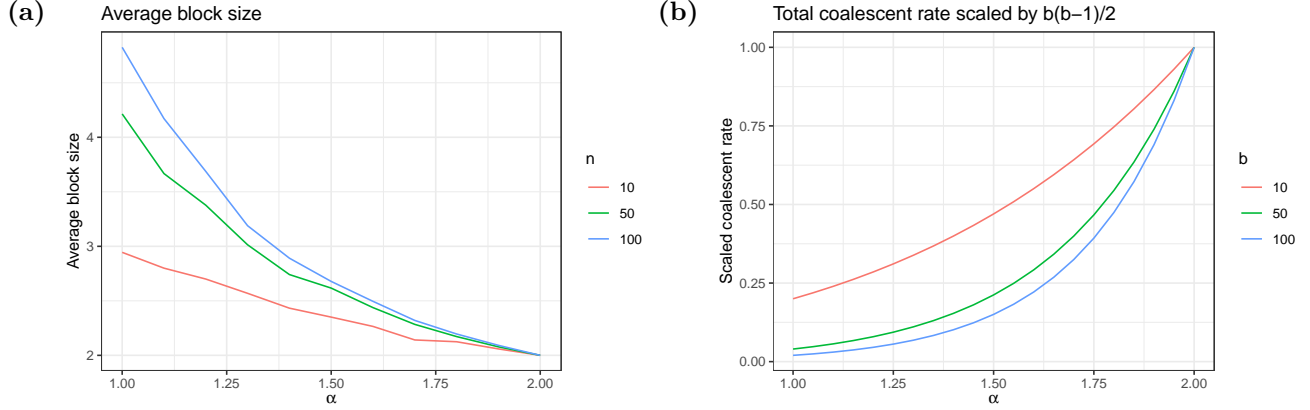 (a)
Average block size
Average block size
4
3
2
1.00 1.25 1.50 1.75 2.00
α
n
10
50
100
(b)
Total coalescent rate scaled by b(b−1)/2
Scaled coalescent rate
1.00
0.75
0.50
0.25
0.00
1.00 1.25 1.50 1.75 2.00
α
b
10
50
100